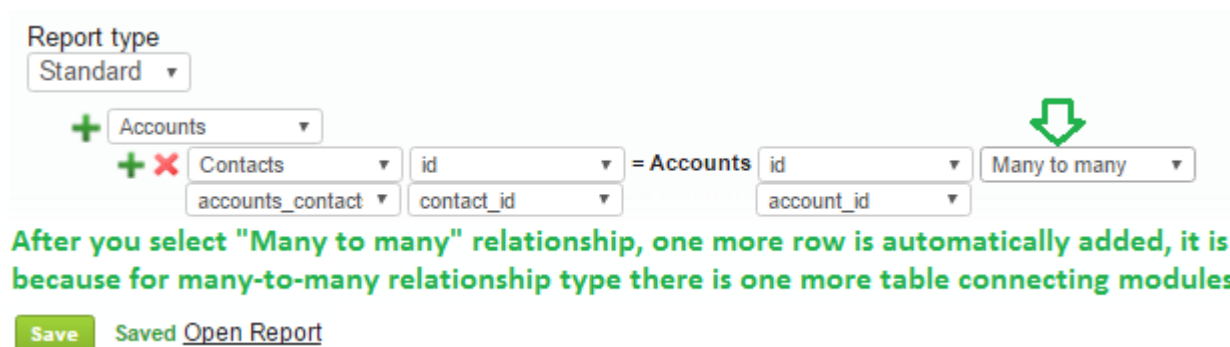 Report type
Standard
Accounts
Contacts id = Accounts id Many to many
accounts_contact contact_id account_id
After you select "Many to many" relationship, one more row is automatically added, it is
because for many-to-many relationship type there is one more table connecting modules
Save Saved Open Report